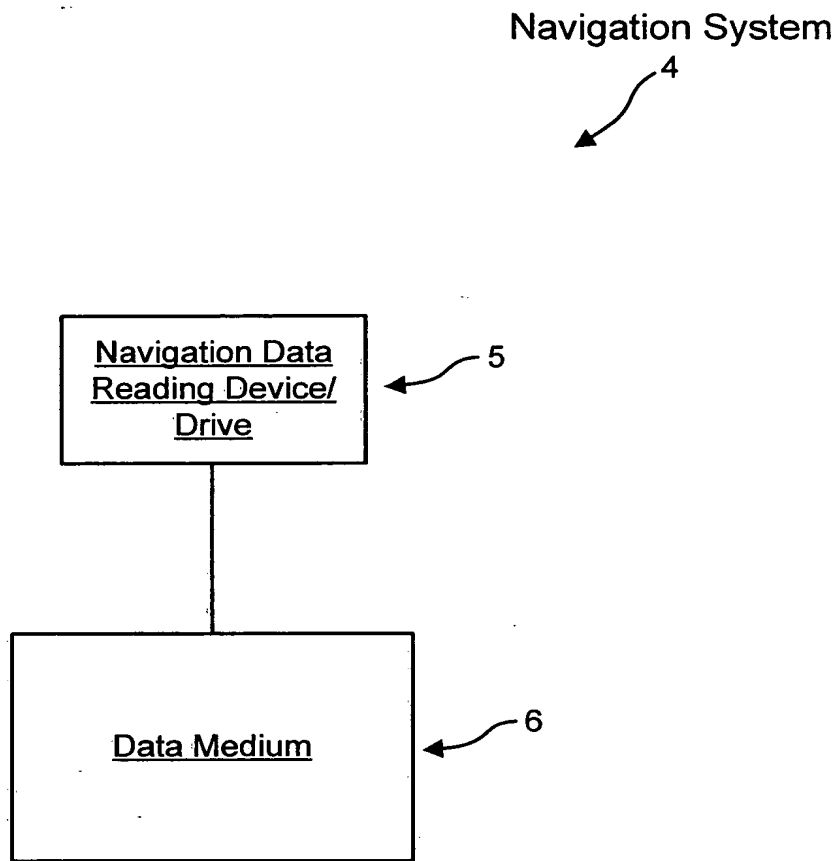 Navigation System
4
Navigation Data
Reading Device/
Drive
5
Data Medium
6